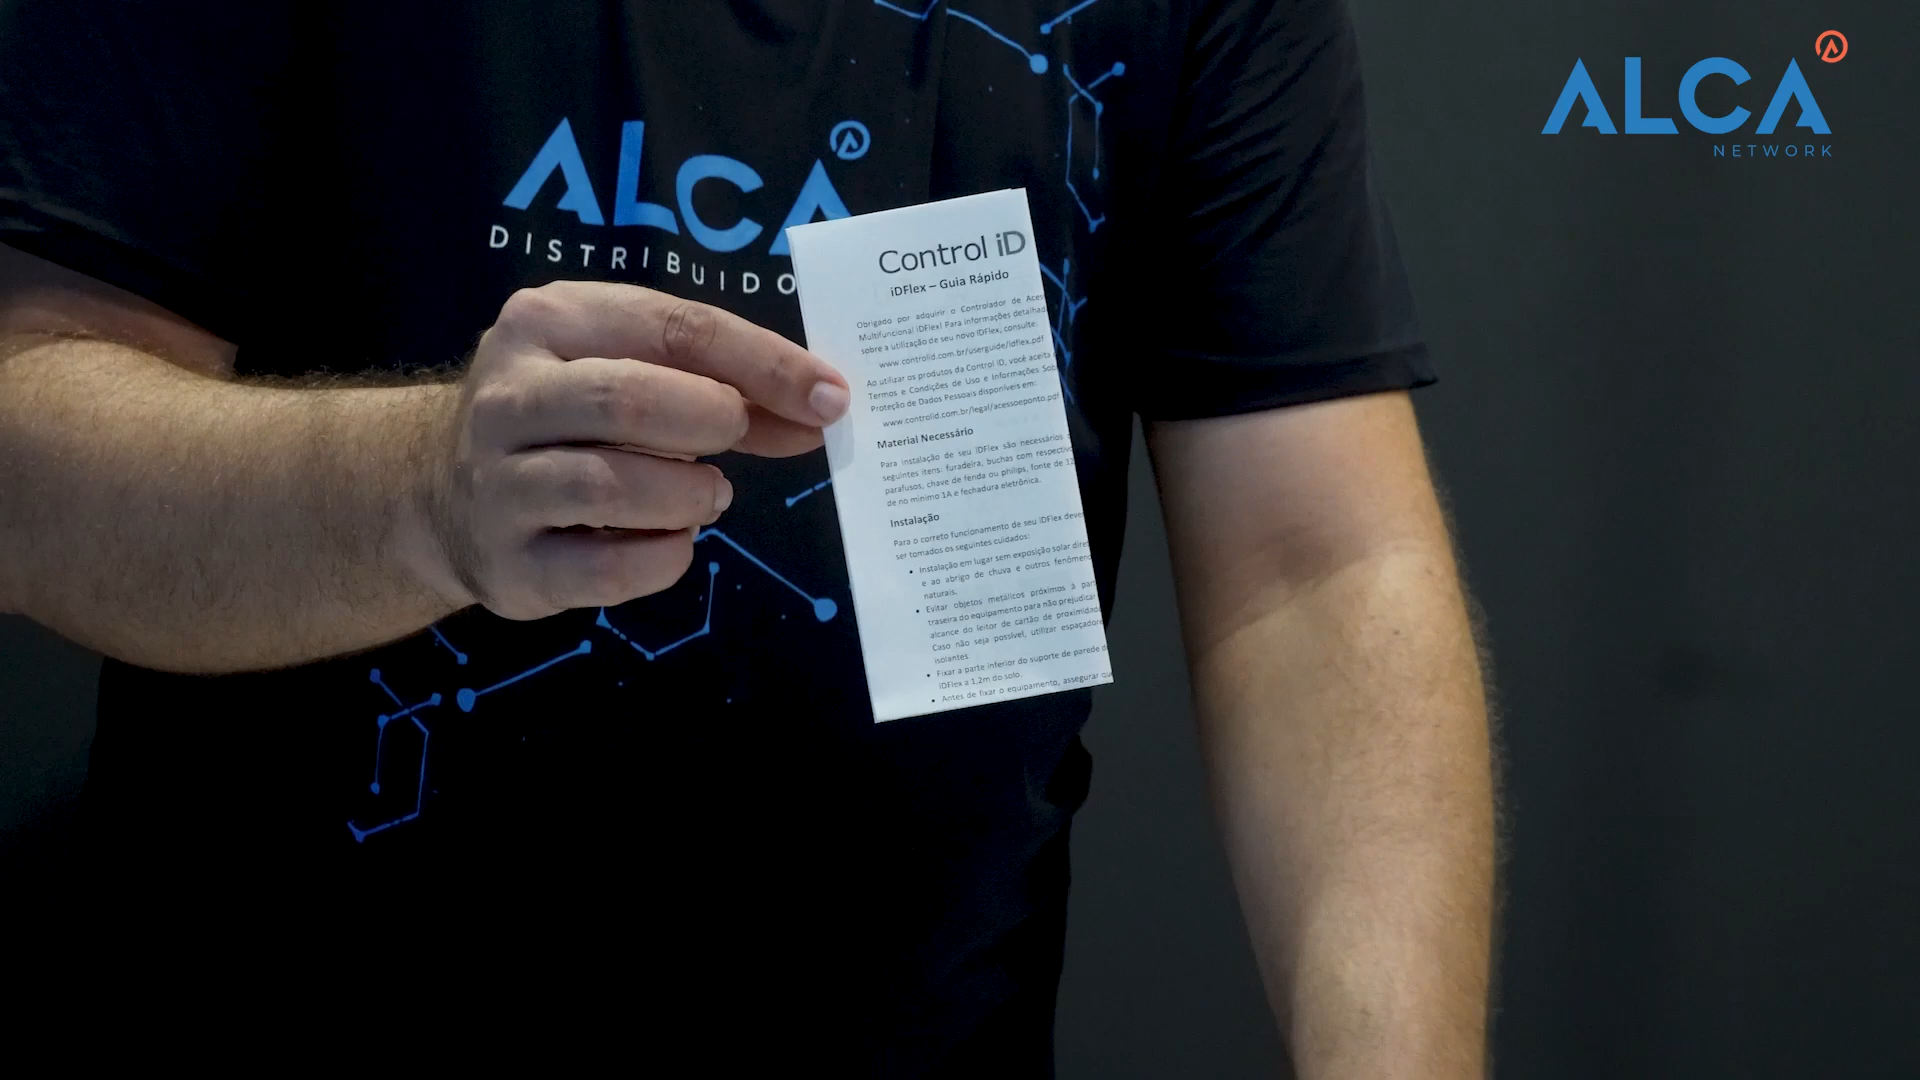 ALCA
NETWORK
ALCA
DISTRIBUIDO
Control iD
iDFlex – Guia Rápido
Obrigado por adquirir o Controlador de Aces
Multifuncional iDFlex! Para informações detalhad
sobre a utilização de seu novo iDFlex, consulte:
www.controlid.com.br/userguide/idflex.pdf
Ao utilizar os produtos da Control iD, você aceita
Termos e Condições de Uso e Informações Sob
Proteção de Dados Pessoais disponíveis em:
www.controlid.com.br/legal/acessoeponto.pdf
Material Necessário
Para instalação de seu iDFlex são necessários
seguintes itens: furadeira, buchas com respectiv
parafusos, chave de fenda ou philips, fonte de 12
de no mínimo 1A e fechadura eletrônica.
Instalação
Para o correto funcionamento de seu iDFlex deve
ser tomados os seguintes cuidados:
• Instalação em lugar sem exposição solar dire
e ao abrigo de chuva e outros fenômen
naturais.
• Evitar objetos metálicos próximos à part
traseira do equipamento para não prejudicar
alcance do leitor de cartão de proximidade
Caso não seja possível, utilizar espaçadore
isolantes.
• Fixar a parte inferior do suporte de parede d
iDFlex a 1,2m do solo.
• Antes de fixar o equipamento, assegurar que